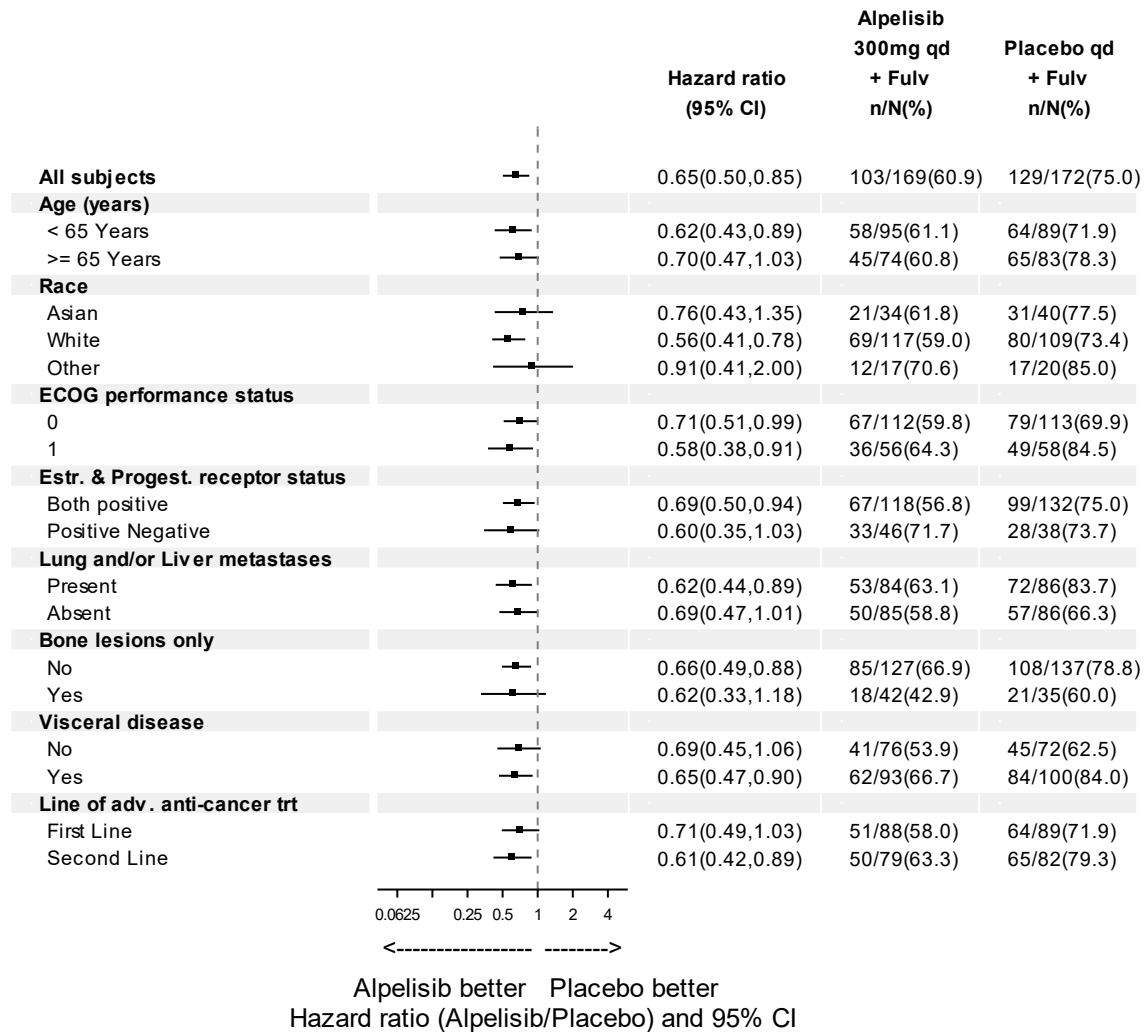 Alpelisib
300mg qd Placebo qd
Hazard ratio + Fulv + Fulv
(95% CI) n/N(%) n/N(%)
All subjects 0.65(0.50,0.85) 103/169(60.9) 129/172(75.0)
Age (years)
< 65 Years 0.62(0.43,0.89) 58/95(61.1) 64/89(71.9)
>= 65 Years 0.70(0.47,1.03) 45/74(60.8) 65/83(78.3)
Race
Asian 0.76(0.43,1.35) 21/34(61.8) 31/40(77.5)
White 0.56(0.41,0.78) 69/117(59.0) 80/109(73.4)
Other 0.91(0.41,2.00) 12/17(70.6) 17/20(85.0)
ECOG performance status
0 0.71(0.51,0.99) 67/112(59.8) 79/113(69.9)
1 0.58(0.38,0.91) 36/56(64.3) 49/58(84.5)
Estr. & Progest. receptor status
Both positive 0.69(0.50,0.94) 67/118(56.8) 99/132(75.0)
Positive Negative 0.60(0.35,1.03) 33/46(71.7) 28/38(73.7)
Lung and/or Liver metastases
Present 0.62(0.44,0.89) 53/84(63.1) 72/86(83.7)
Absent 0.69(0.47,1.01) 50/85(58.8) 57/86(66.3)
Bone lesions only
No 0.66(0.49,0.88) 85/127(66.9) 108/137(78.8)
Yes 0.62(0.33,1.18) 18/42(42.9) 21/35(60.0)
Visceral disease
No 0.69(0.45,1.06) 41/76(53.9) 45/72(62.5)
Yes 0.65(0.47,0.90) 62/93(66.7) 84/100(84.0)
Line of adv. anti-cancer trt
First Line 0.71(0.49,1.03) 51/88(58.0) 64/89(71.9)
Second Line 0.61(0.42,0.89) 50/79(63.3) 65/82(79.3)
0.0625 0.25 0.5 1 2 4
<-------------- -------->
Alpelisib better Placebo better
Hazard ratio (Alpelisib/Placebo) and 95% CI